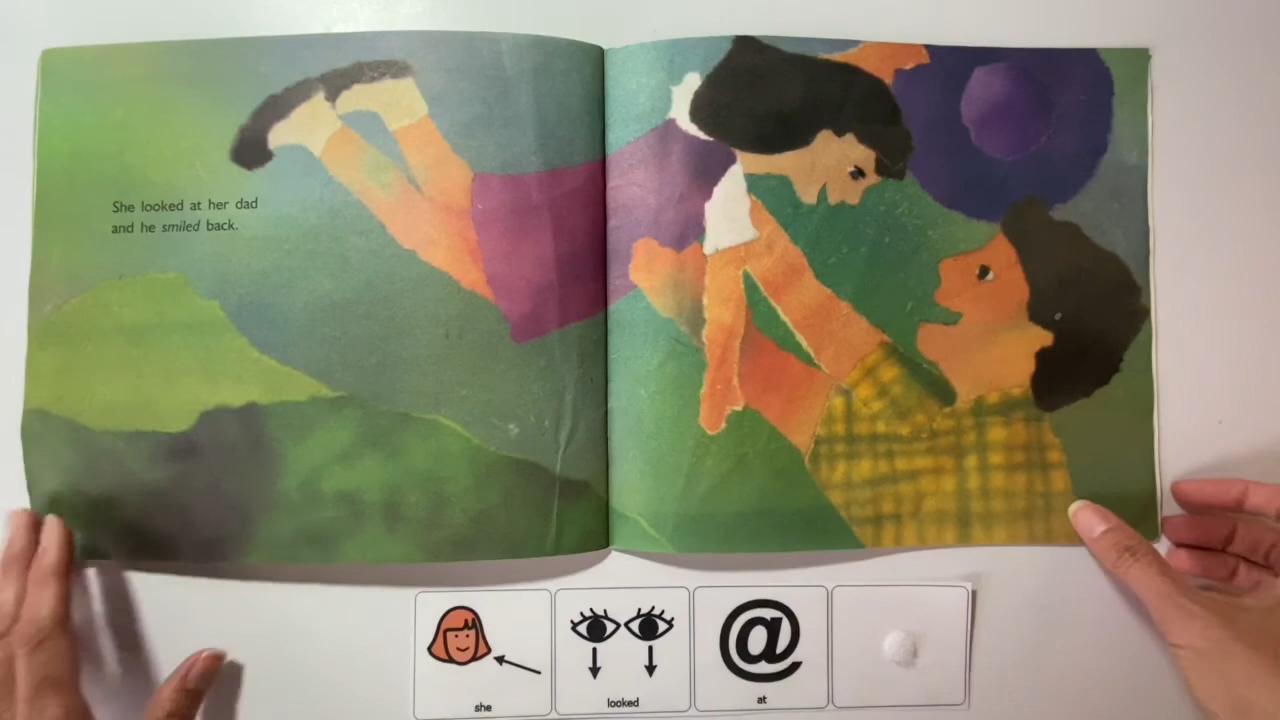 She looked at her dad
and he smiled back.
@
she looked at